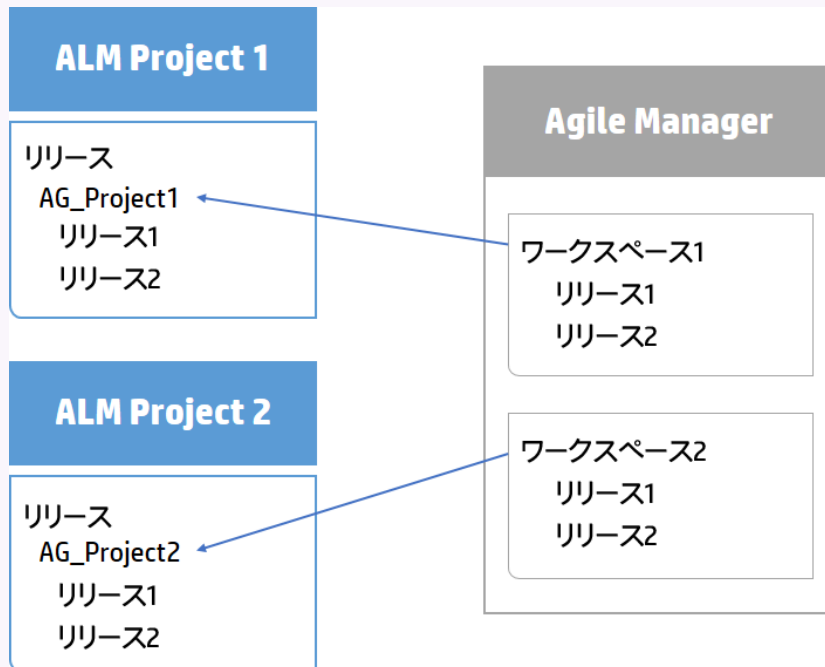 ALM Project 1
リリース
AG_Project1
リリース1
リリース2
ALM Project 2
リリース
AG_Project2
リリース1
リリース2
Agile Manager
ワークスペース1
リリース1
リリース2
ワークスペース2
リリース1
リリース2